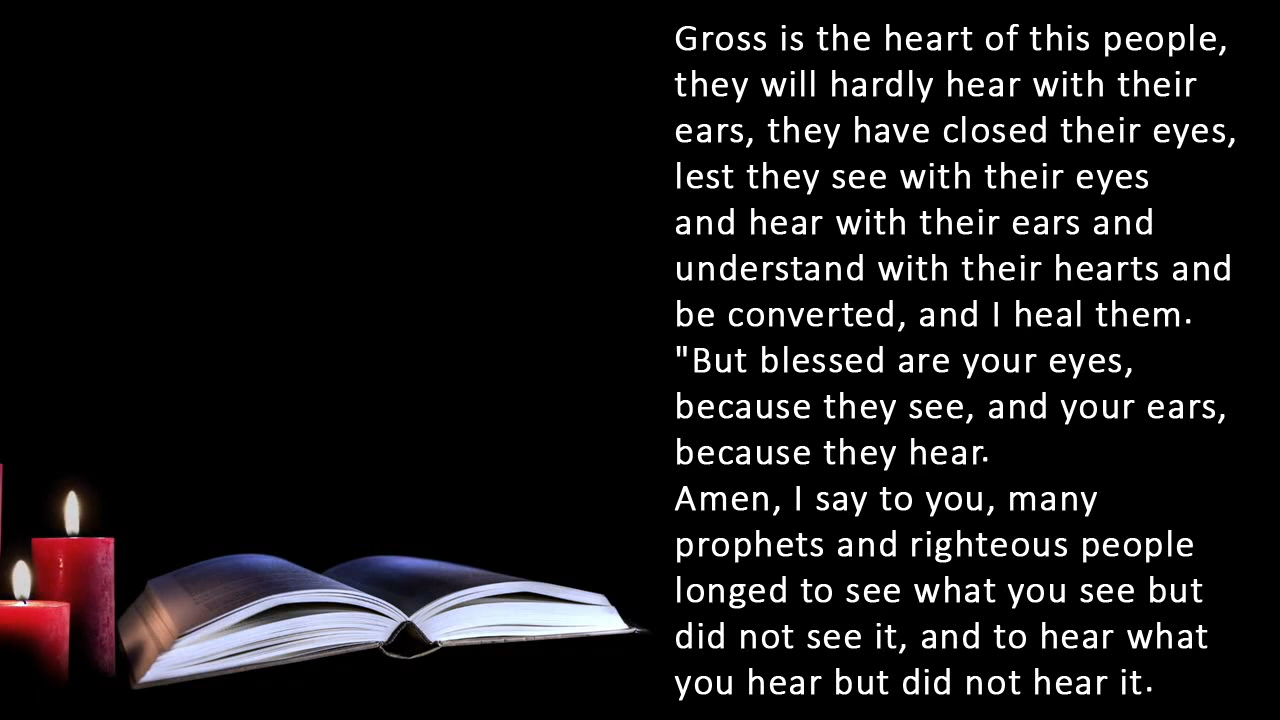 Gross is the heart of this people,
they will hardly hear with their
ears, they have closed their eyes,
lest they see with their eyes
and hear with their ears and
understand with their hearts and
be converted, and I heal them.
"But blessed are your eyes,
because they see, and your ears,
because they hear.
Amen, I say to you, many
prophets and righteous people
longed to see what you see but
did not see it, and to hear what
you hear but did not hear it.